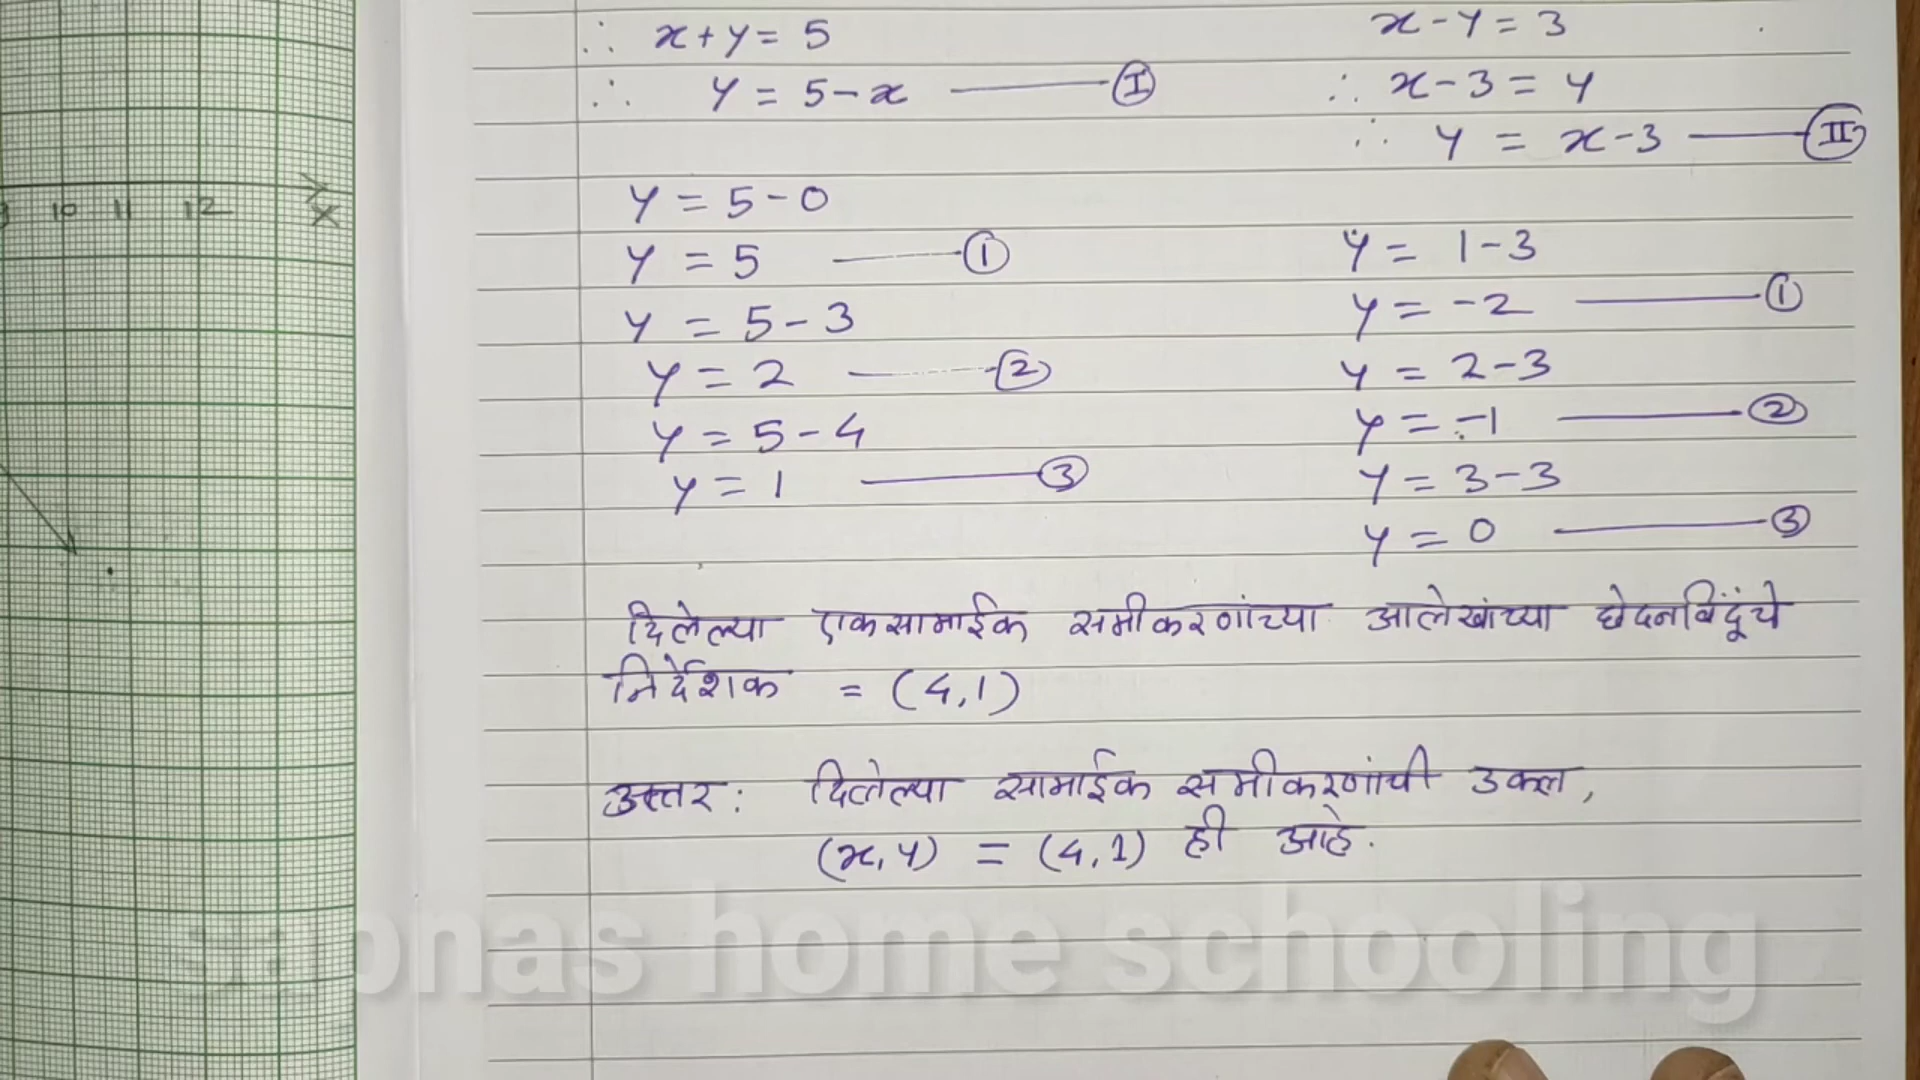 ∴ x + y = 5
∴ y = 5 - x ——— I
x - y = 3
∴ x - 3 = y
∴ y = x - 3 ——— II
10 11 12 X
y = 5 - 0
y = 5 ——— 1
y = 5 - 3
y = 2 ——— 2
y = 5 - 4
y = 1 ——— 3
y = 1 - 3
y = -2 ——— 1
y = 2 - 3
y = -1 ——— 2
y = 3 - 3
y = 0 ——— 3
दिलेल्या एकसामाईक समीकरणांच्या आलेखांच्या छेदनबिंदूंचे
निर्देशक = (4,1)
उत्तर: दिलेल्या सामाईक समीकरणांची उकल,
(x, y) = (4, 1) ही आहे.
sapnas home schooling